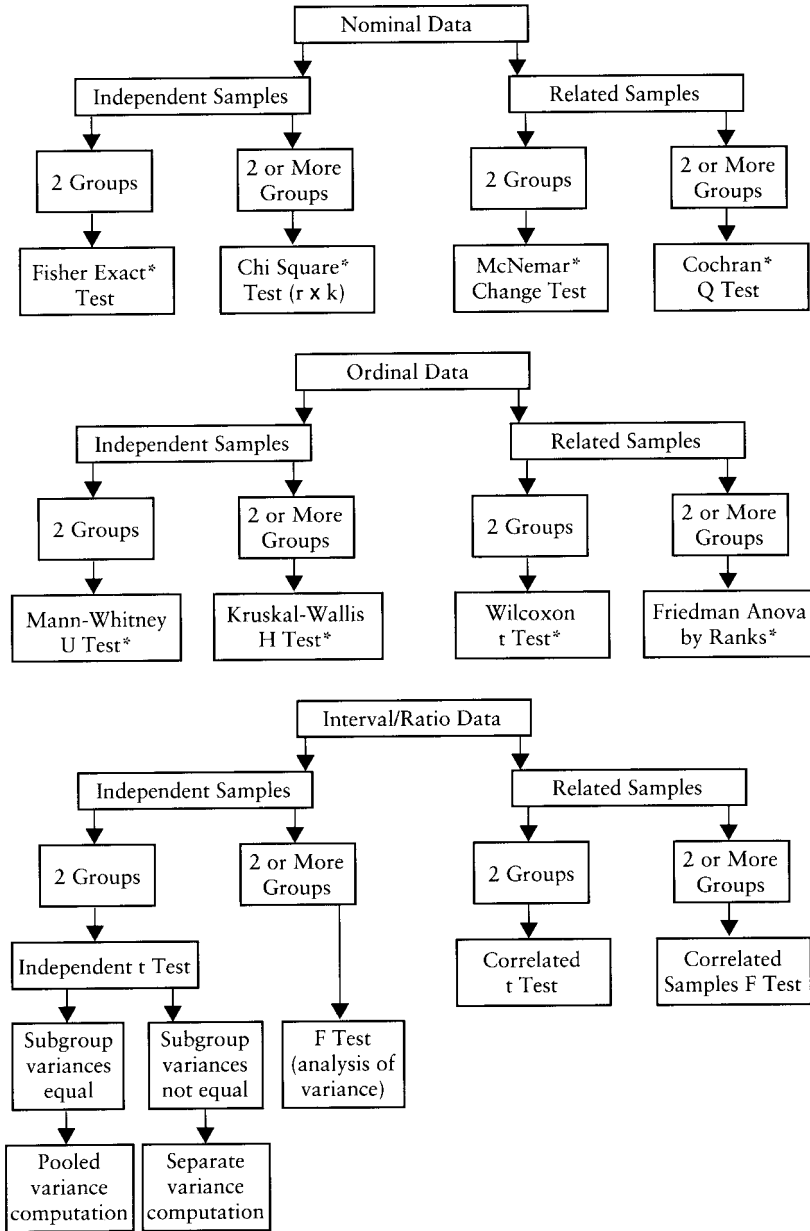 Nominal Data
Independent Samples
Related Samples
2 Groups
2 or More
Groups
2 Groups
2 or More
Groups
Fisher Exact*
Test
Chi Square*
Test (r x k)
McNemar*
Change Test
Cochran*
Q Test
Ordinal Data
Independent Samples
Related Samples
2 Groups
2 or More
Groups
2 Groups
2 or More
Groups
Mann-Whitney
U Test*
Kruskal-Wallis
H Test*
Wilcoxon
t Test*
Friedman Anova
by Ranks*
Interval/Ratio Data
Independent Samples
Related Samples
2 Groups
2 or More
Groups
2 Groups
2 or More
Groups
Independent t Test
Correlated
t Test
Correlated
Samples F Test
Subgroup
variances
equal
Subgroup
variances
not equal
F Test
(analysis of
variance)
Pooled
variance
computation
Separate
variance
computation